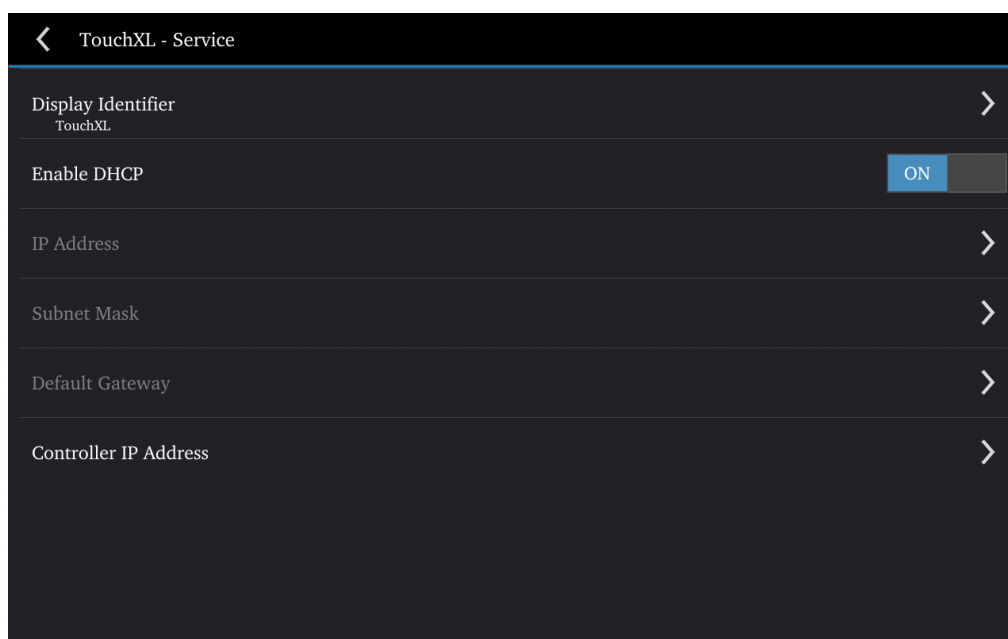 TouchXL - Service
Display Identifier
TouchXL
Enable DHCP
ON
IP Address
Subnet Mask
Default Gateway
Controller IP Address